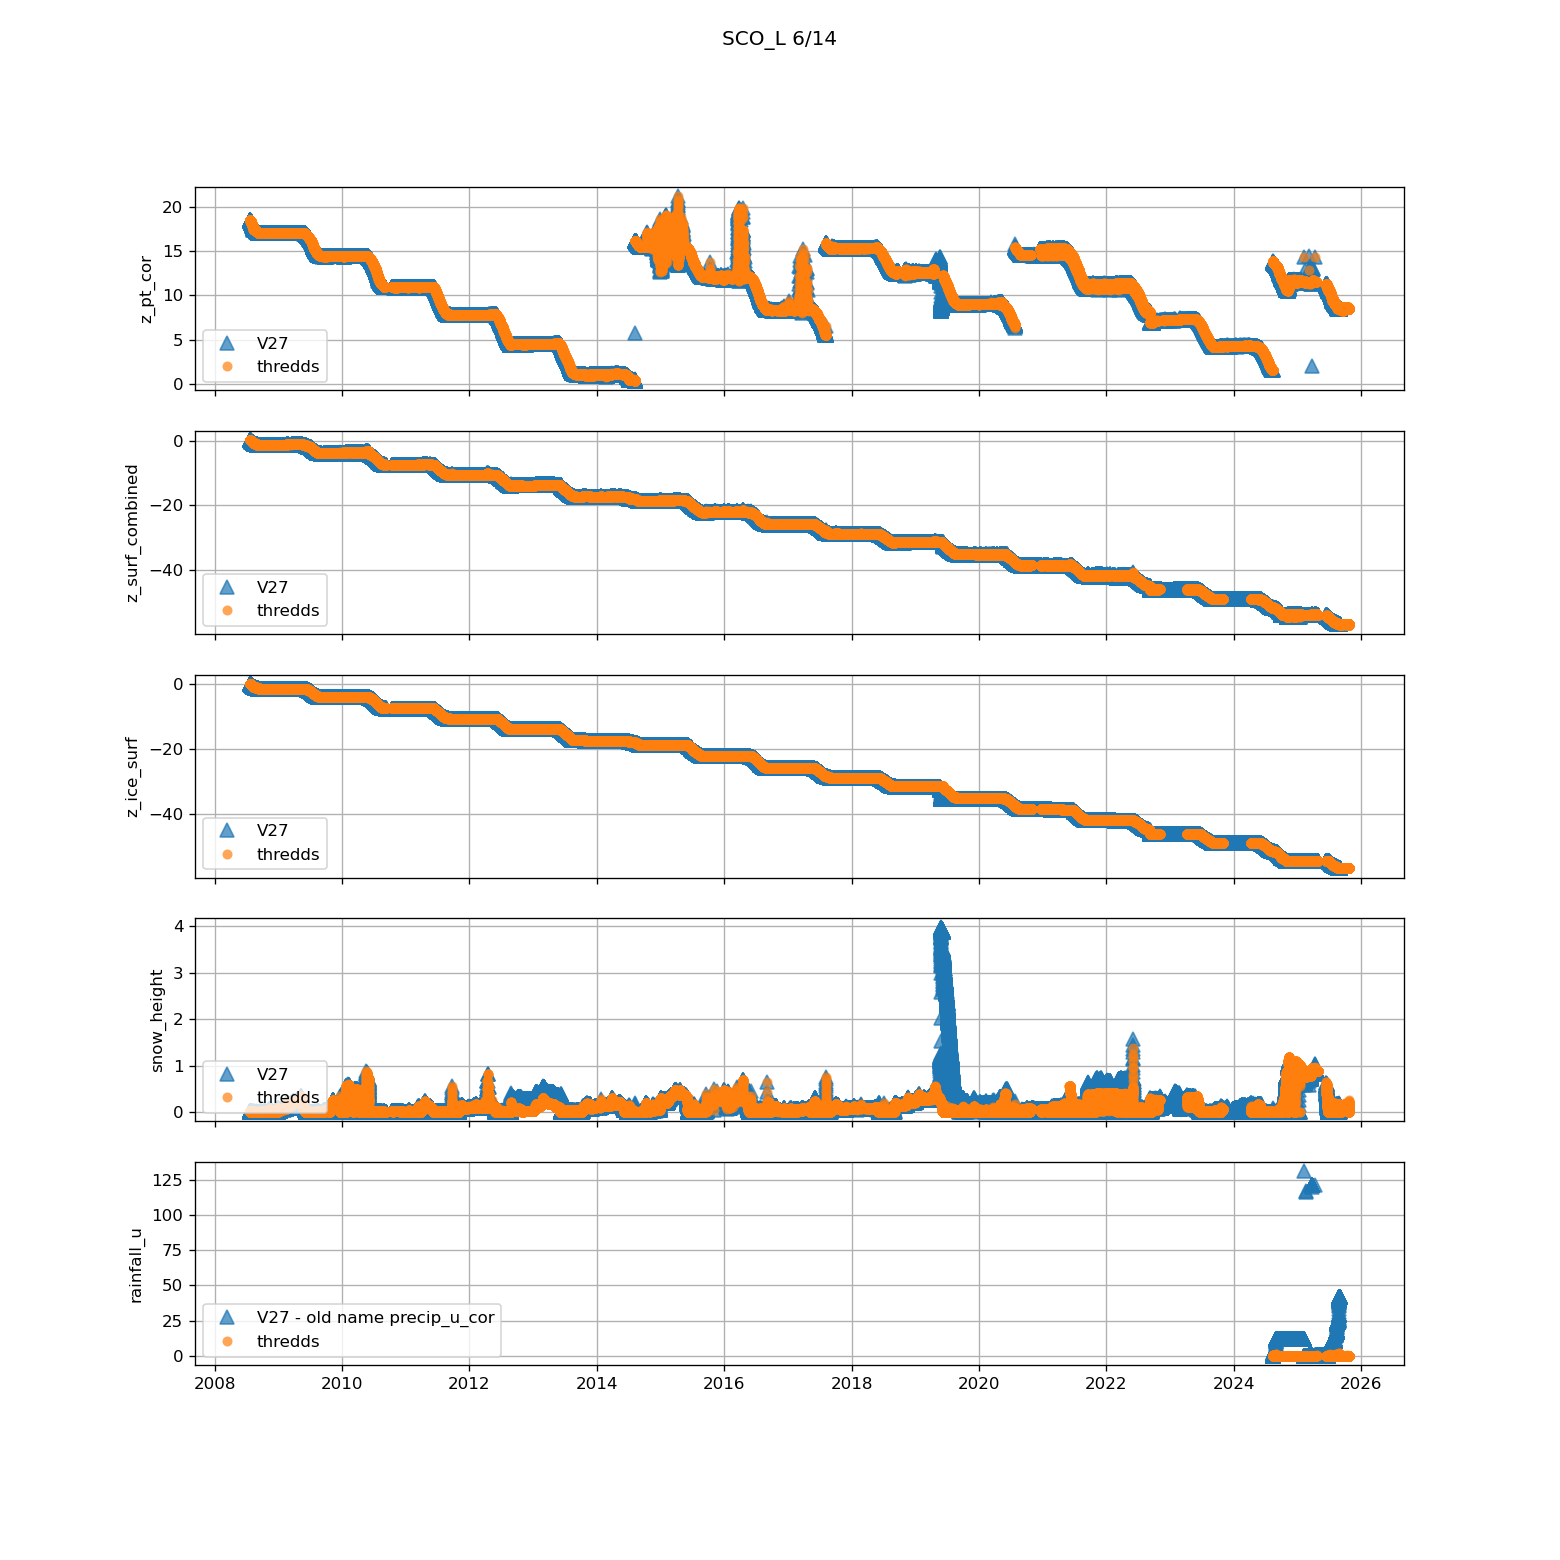 SCO_L 6/14
z_pt_cor
20
15
10
5
0
V27
thredds
z_surf_combined
0
−20
−40
V27
thredds
z_ice_surf
0
−20
−40
V27
thredds
snow_height
4
3
2
1
0
V27
thredds
rainfall_u
125
100
75
50
25
0
V27 - old name precip_u_cor
thredds
2008 2010 2012 2014 2016 2018 2020 2022 2024 2026